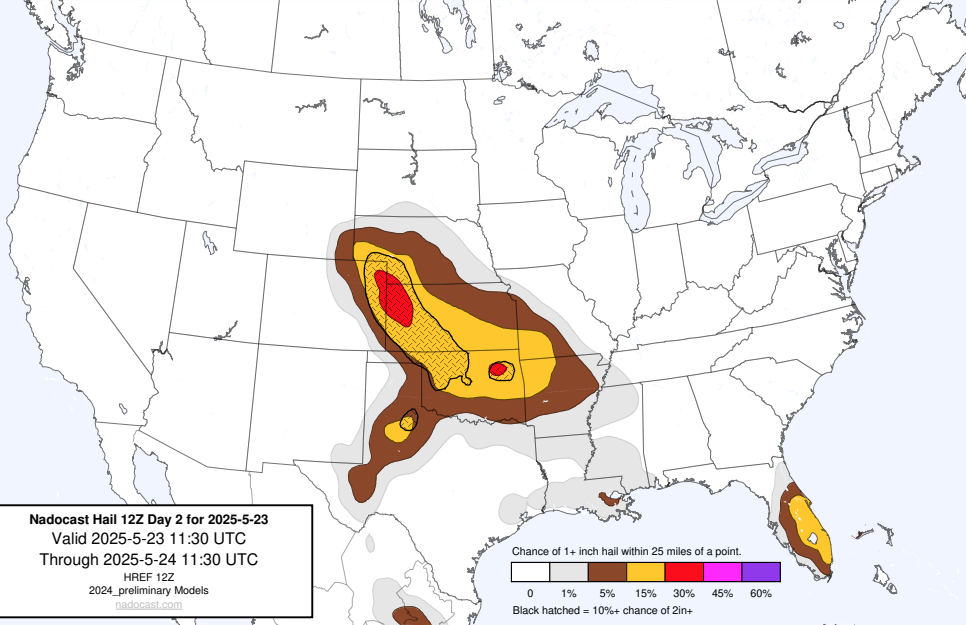 Nadocast Hail 12Z Day 2 for 2025-5-23
Valid 2025-5-23 11:30 UTC
Through 2025-5-24 11:30 UTC
HREF 12Z
2024_preliminary Models
nadocast.com
Chance of 1+ inch hail within 25 miles of a point.
0 1% 5% 15% 30% 45% 60%
Black hatched = 10%+ chance of 2in+